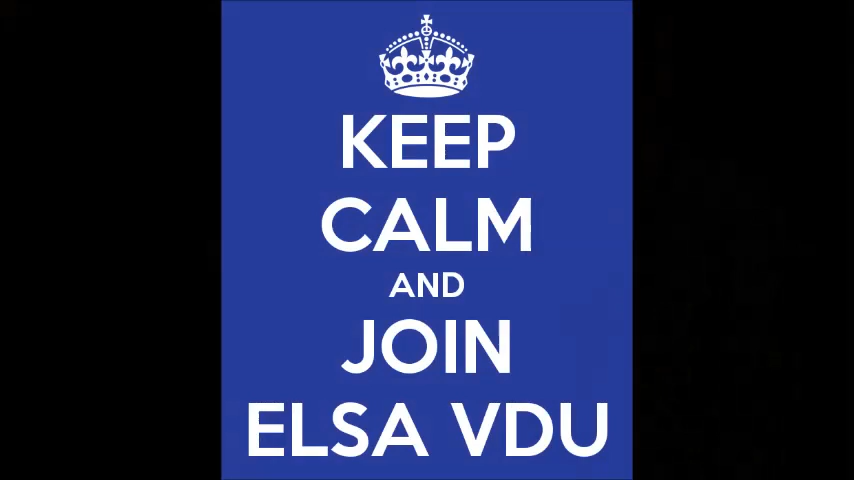 KEEP
CALM
AND
JOIN
ELSA VDU